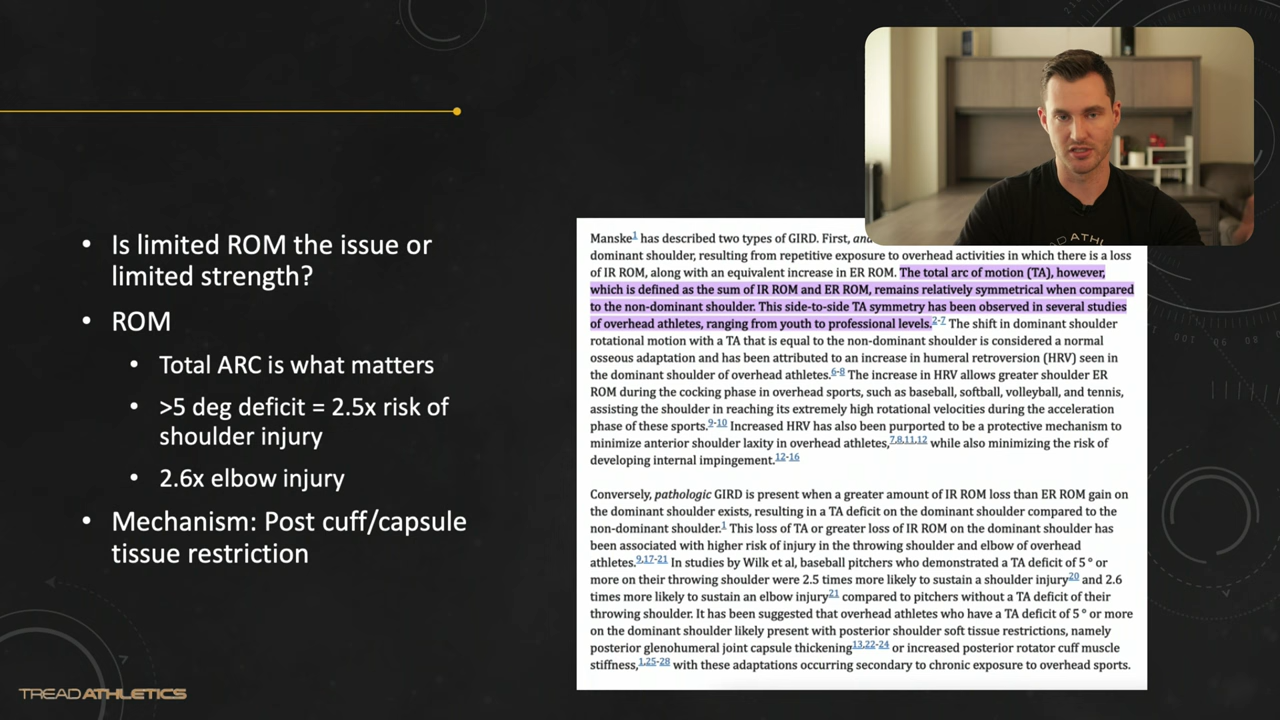 Is limited ROM the issue or
limited strength?
ROM
Total ARC is what matters
>5 deg deficit = 2.5x risk of
shoulder injury
2.6x elbow injury
Mechanism: Post cuff/capsule
tissue restriction
TREADATHLETICS
Manske1 has described two types of GIRD. First,
dominant shoulder, resulting from repetitive exposure to overhead activities in which there is a loss
of IR ROM, along with an equivalent increase in ER ROM. The total arc of motion (TA), however,
which is defined as the sum of IR ROM and ER ROM, remains relatively symmetrical when compared
to the non-dominant shoulder. This side-to-side TA symmetry has been observed in several studies
of overhead athletes, ranging from youth to professional levels.2-7 The shift in dominant shoulder
rotational motion with a TA that is equal to the non-dominant shoulder is considered a normal
osseous adaptation and has been attributed to an increase in humeral retroversion (HRV) seen in
the dominant shoulder of overhead athletes.6-8 The increase in HRV allows greater shoulder ER
ROM during the cocking phase in overhead sports, such as baseball, softball, volleyball, and tennis,
assisting the shoulder in reaching its extremely high rotational velocities during the acceleration
phase of these sports.9-10 Increased HRV has also been purported to be a protective mechanism to
minimize anterior shoulder laxity in overhead athletes,7,8,11,12 while also minimizing the risk of
developing internal impingement.12-16
Conversely, pathologic GIRD is present when a greater amount of IR ROM loss than ER ROM gain on
the dominant shoulder exists, resulting in a TA deficit on the dominant shoulder compared to the
non-dominant shoulder.1 This loss of TA or greater loss of IR ROM on the dominant shoulder has
been associated with higher risk of injury in the throwing shoulder and elbow of overhead
athletes.9,17-21 In studies by Wilk et al, baseball pitchers who demonstrated a TA deficit of 5° or
more on their throwing shoulder were 2.5 times more likely to sustain a shoulder injury20 and 2.6
times more likely to sustain an elbow injury21 compared to pitchers without a TA deficit of their
throwing shoulder. It has been suggested that overhead athletes who have a TA deficit of 5° or more
on the dominant shoulder likely present with posterior shoulder soft tissue restrictions, namely
posterior glenohumeral joint capsule thickening13,22-24 or increased posterior rotator cuff muscle
stiffness,1,25-28 with these adaptations occurring secondary to chronic exposure to overhead sports.